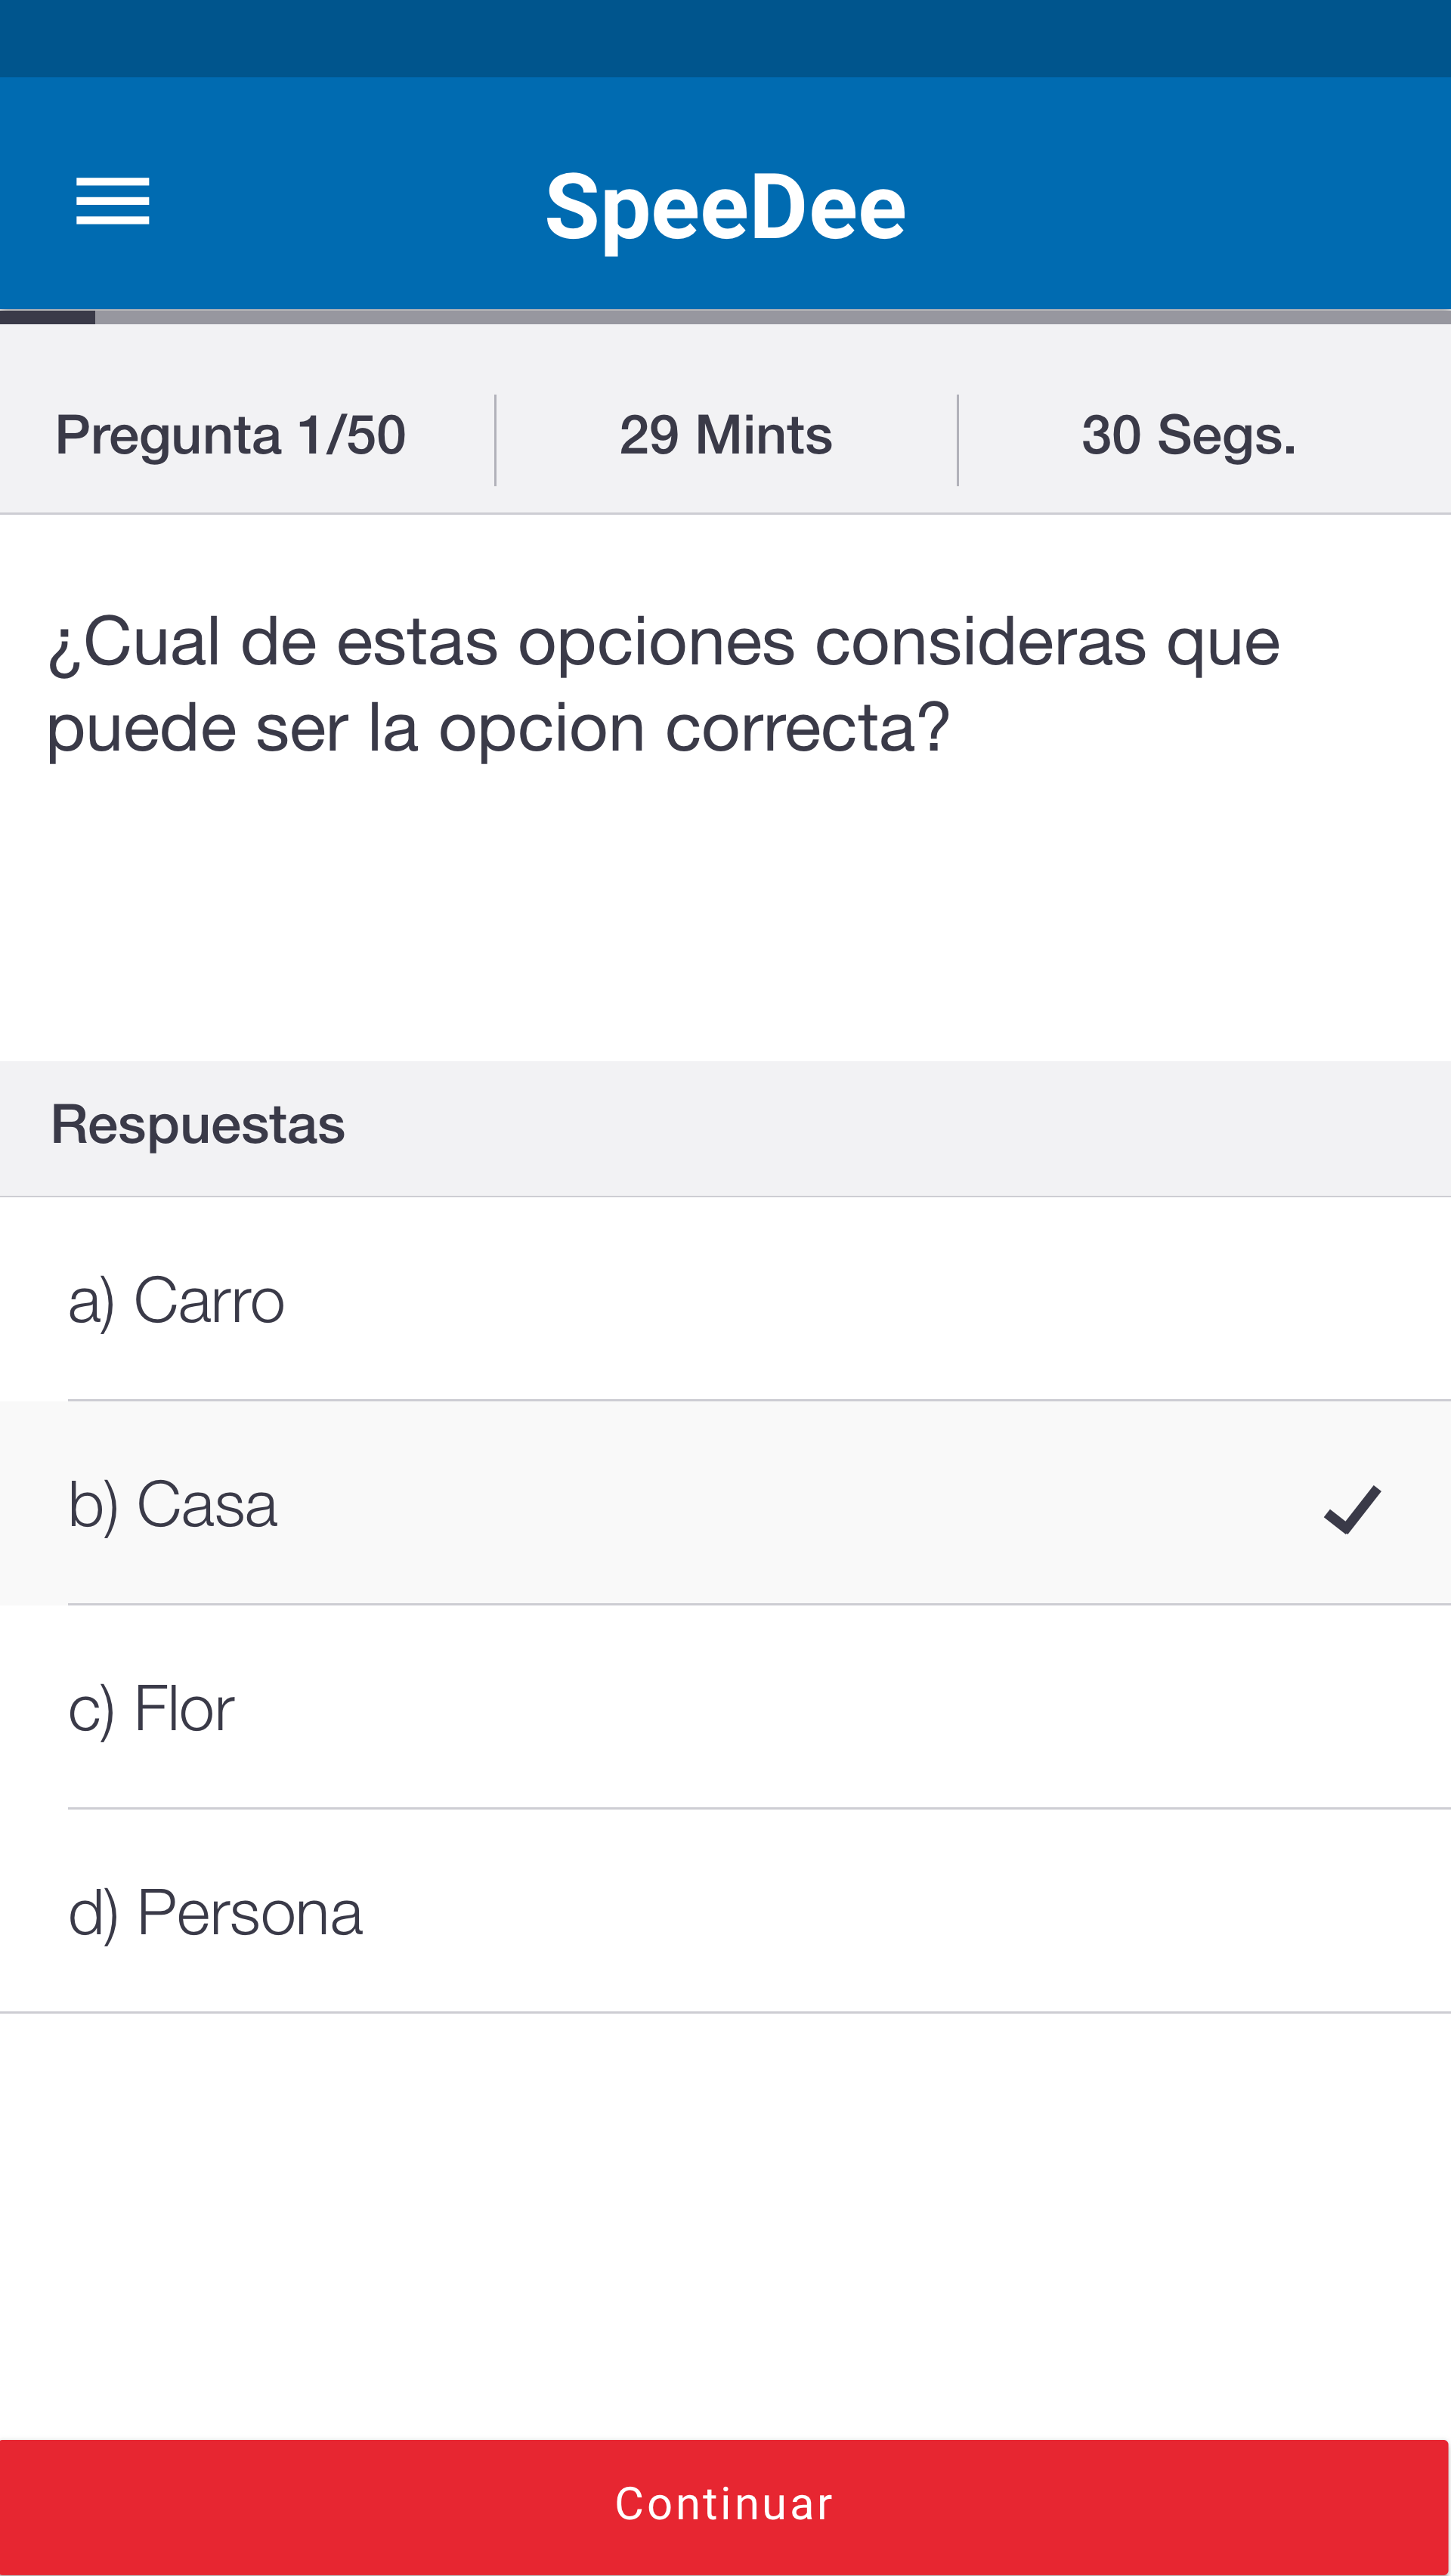 SpeeDee
Pregunta 1/50
29 Mints
30 Segs.
¿Cual de estas opciones consideras que
puede ser la opcion correcta?
Respuestas
a) Carro
b) Casa
c) Flor
d) Persona
Continuar